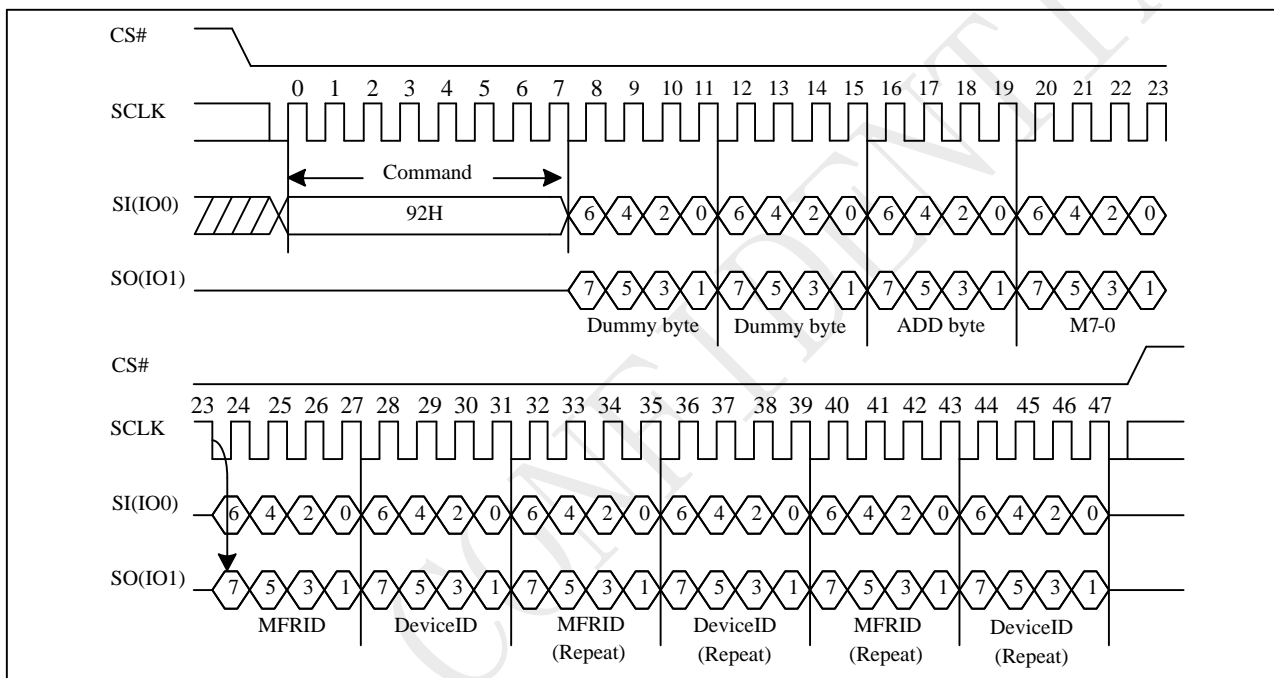 CS#
0 1 2 3 4 5 6 7 8 9 10 11 12 13 14 15 16 17 18 19 20 21 22 23
SCLK
Command
SI(IO0)
92H
6 4 2 0 6 4 2 0 6 4 2 0 6 4 2 0
SO(IO1)
7 5 3 1 7 5 3 1 7 5 3 1 7 5 3 1
Dummy byte Dummy byte ADD byte M7-0
CS#
23 24 25 26 27 28 29 30 31 32 33 34 35 36 37 38 39 40 41 42 43 44 45 46 47
SCLK
SI(IO0)
6 4 2 0 6 4 2 0 6 4 2 0 6 4 2 0 6 4 2 0 6 4 2 0
SO(IO1)
7 5 3 1 7 5 3 1 7 5 3 1 7 5 3 1 7 5 3 1 7 5 3 1
MFRID DeviceID MFRID DeviceID MFRID DeviceID
(Repeat) (Repeat) (Repeat) (Repeat)
CONFIDENTI